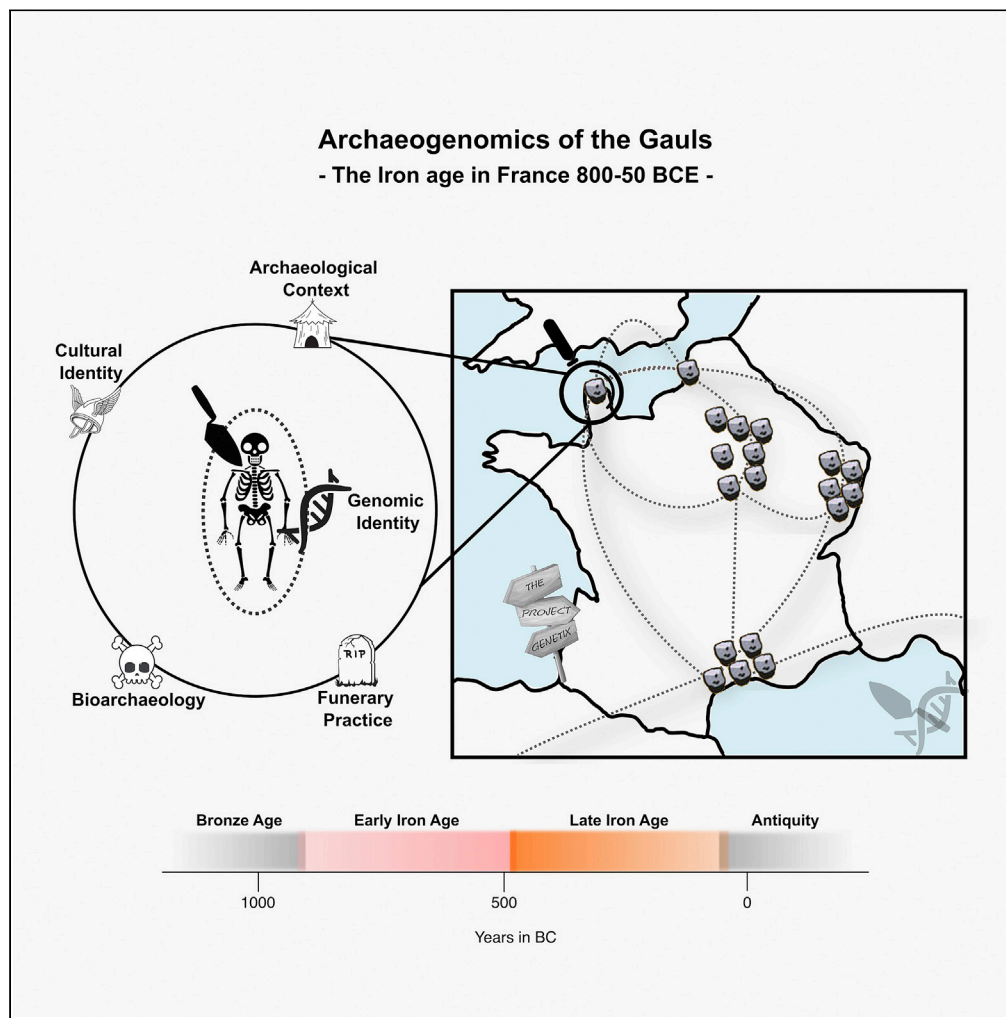 Archaeogenomics of the Gauls
- The Iron age in France 800-50 BCE -
Archaeological
Context
Cultural
Identity
Genomic
Identity
Bioarchaeology
RIP
Funerary
Practice
THE
PROJECT
GENETIX
Bronze Age
Early Iron Age
Late Iron Age
Antiquity
1000
500
0
Years in BC